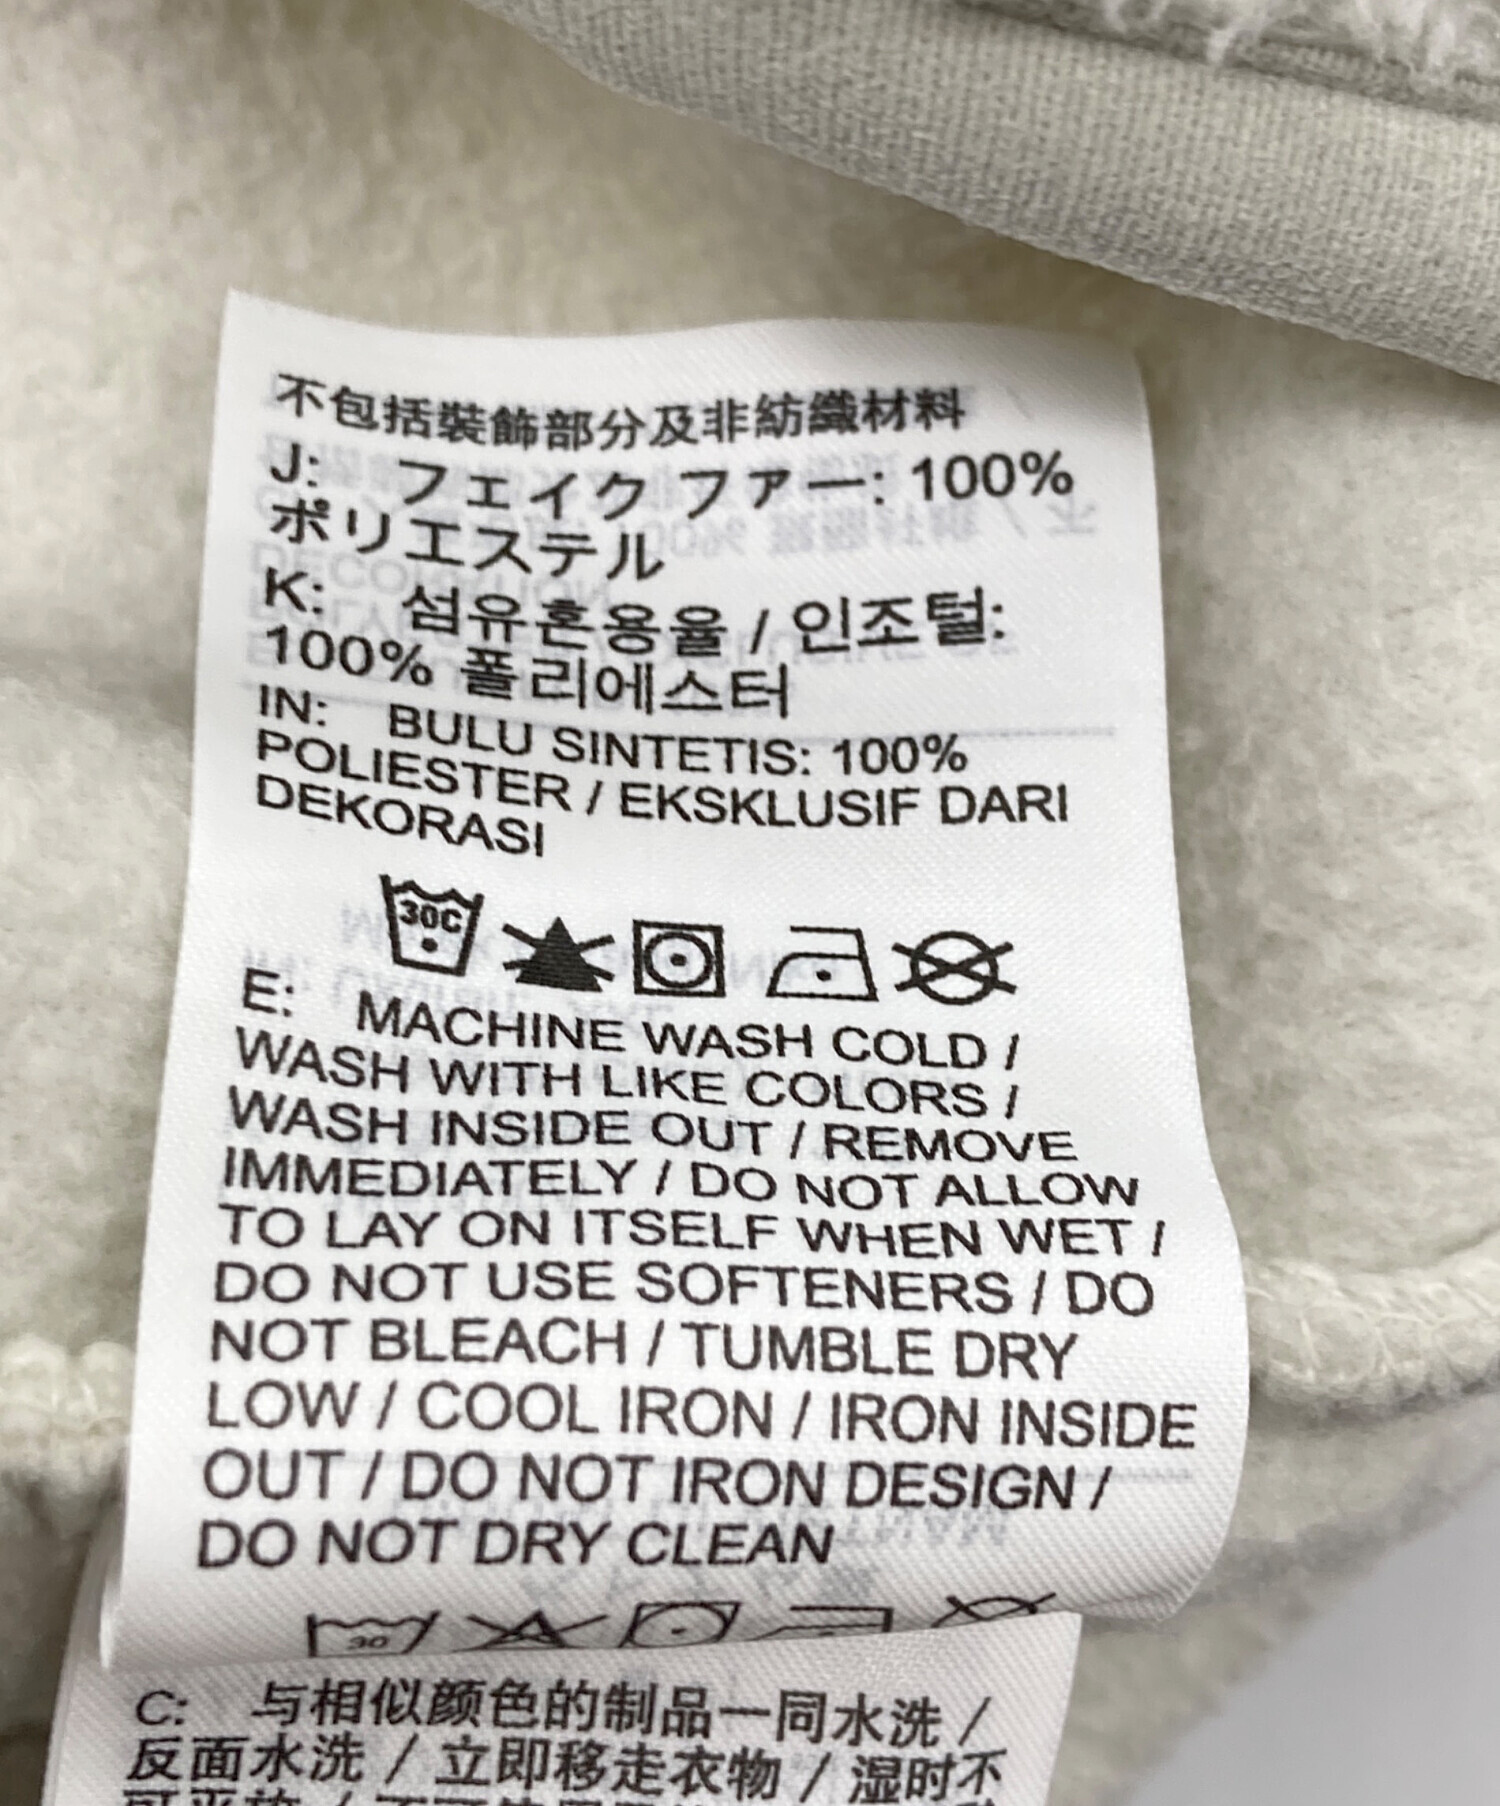 不包括裝飾部分及非紡織材料
J: フェイク ファー: 100%
ポリエステル
K: 섬유혼용율 / 인조털:
100% 폴리에스터
IN: BULU SINTETIS: 100%
POLIESTER / EKSKLUSIF DARI
DEKORASI
30C
E: MACHINE WASH COLD /
WASH WITH LIKE COLORS /
WASH INSIDE OUT / REMOVE
IMMEDIATELY / DO NOT ALLOW
TO LAY ON ITSELF WHEN WET /
DO NOT USE SOFTENERS / DO
NOT BLEACH / TUMBLE DRY
LOW / COOL IRON / IRON INSIDE
OUT / DO NOT IRON DESIGN /
DO NOT DRY CLEAN
30
C: 与相似颜色的制品一同水洗 /
反面水洗 / 立即移走衣物 / 湿时不